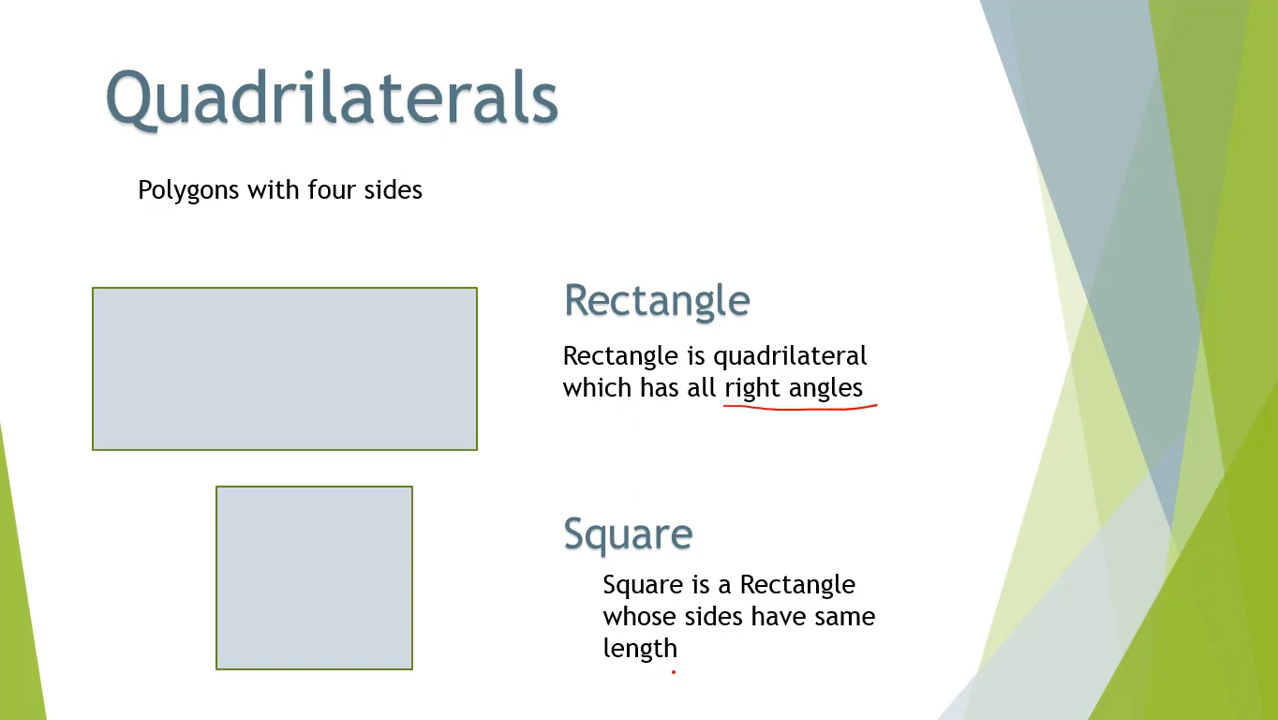 Quadrilaterals
Polygons with four sides
Rectangle
Rectangle is quadrilateral
which has all right angles
Square
Square is a Rectangle
whose sides have same
length